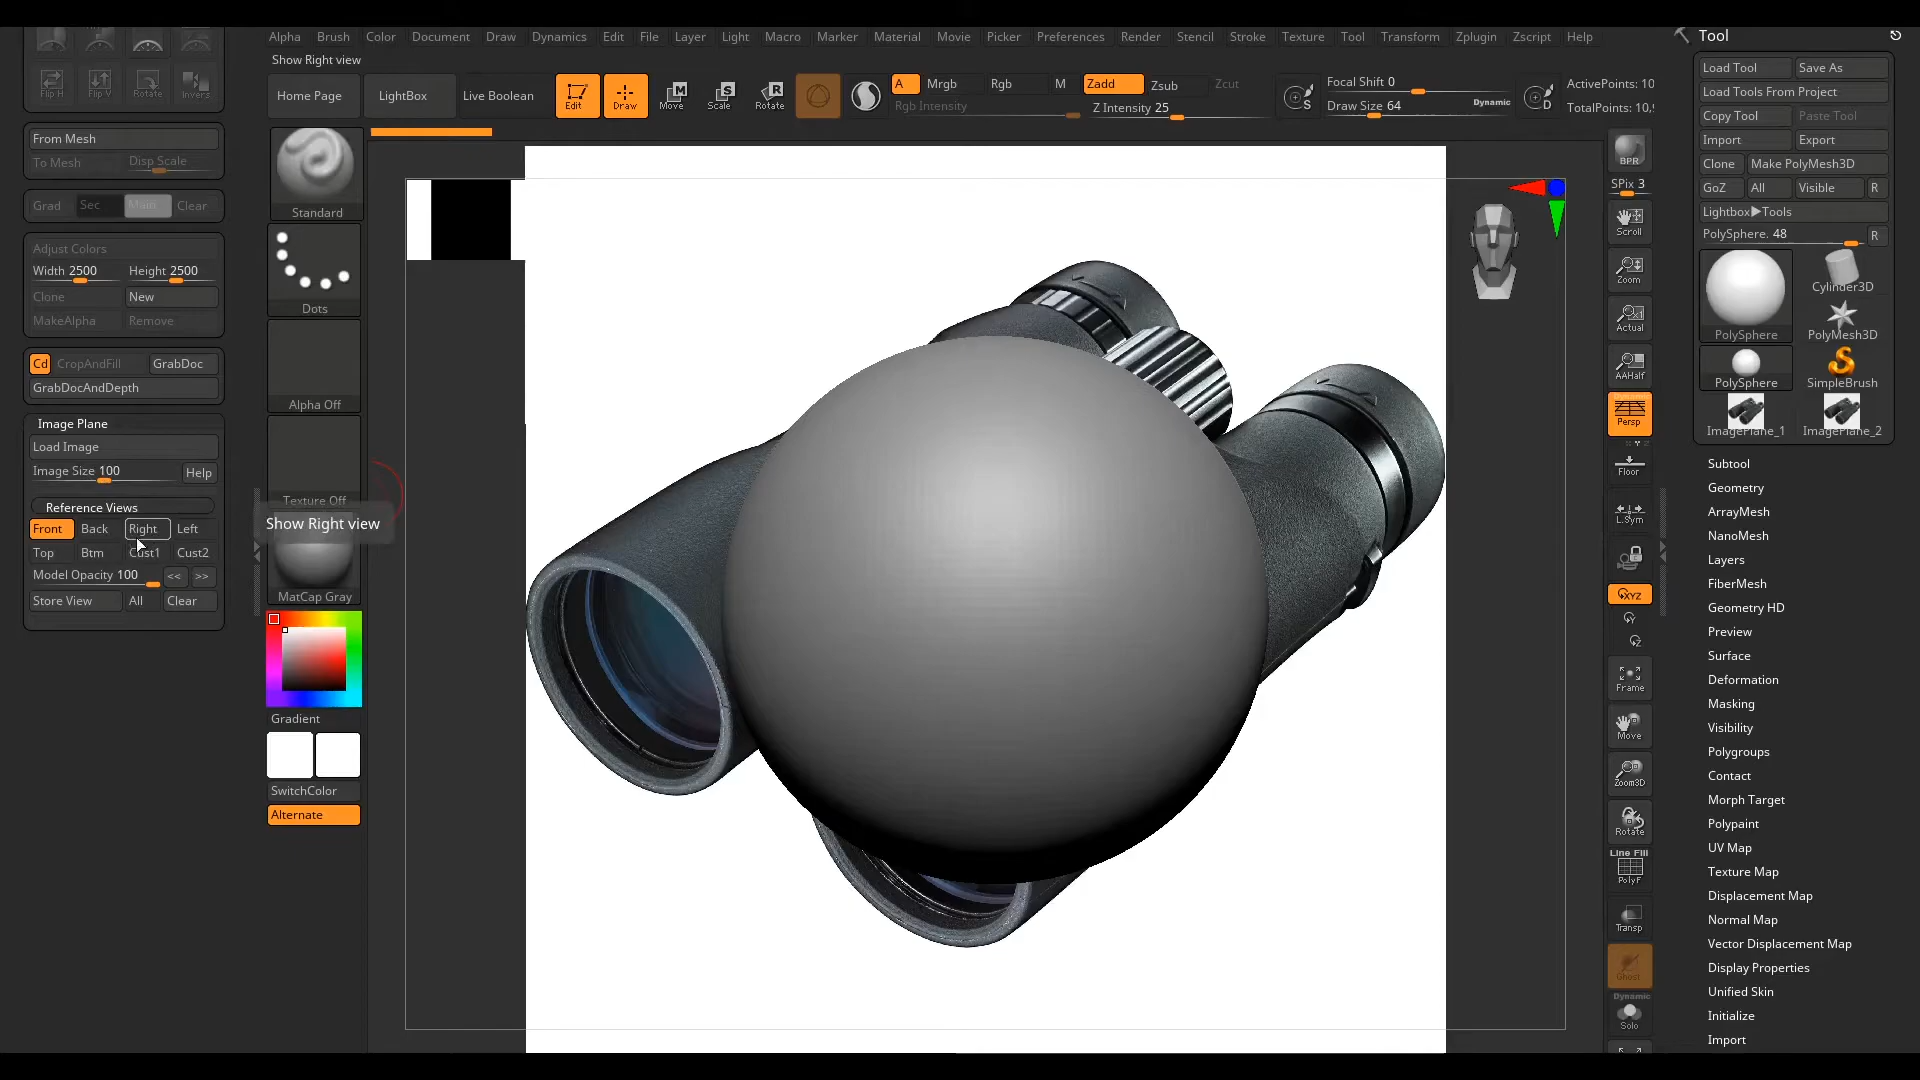 Alpha Brush Color Document Draw Dynamics Edit File Layer Light Macro Marker Material Movie Picker Preferences Render Stencil Stroke Texture Tool Transform Zplugin Zscript Help
Show Right view
Home Page LightBox Live Boolean Edit Draw Move Scale Rotate A Mrgb Rgb M Zadd Zsub Zcut
Rgb Intensity Z Intensity 25
Focal Shift 0
Draw Size 64 Dynamic
ActivePoints: 10
TotalPoints: 10,
Flip H Flip V Rotate Invers
From Mesh
To Mesh Disp Scale
Grad Sec Main Clear
Adjust Colors
Width 2500 Height 2500
Clone New
MakeAlpha Remove
Cd CropAndFill GrabDoc
GrabDocAndDepth
Image Plane
Load Image
Image Size 100 Help
Reference Views
Front Back Right Left
Top Btm Cust1 Cust2
Model Opacity 100 << >>
Store View All Clear
Standard
Dots
Alpha Off
Texture Off
Show Right view
MatCap Gray
Gradient
SwitchColor
Alternate
BPR
SPix 3
Scroll
Zoom
Actual
AAHalf
Dynamic
Persp
Floor
L.Sym
XYZ
Y
Z
Frame
Move
Zoom3D
Rotate
Line Fill
PolyF
Transp
Ghost
Dynamic
Solo
Tool
Load Tool Save As
Load Tools From Project
Copy Tool Paste Tool
Import Export
Clone Make PolyMesh3D
GoZ All Visible R
Lightbox▶Tools
PolySphere. 48 R
PolySphere Cylinder3D
PolyMesh3D
PolySphere SimpleBrush
ImagePlane_1 ImagePlane_2
Subtool
Geometry
ArrayMesh
NanoMesh
Layers
FiberMesh
Geometry HD
Preview
Surface
Deformation
Masking
Visibility
Polygroups
Contact
Morph Target
Polypaint
UV Map
Texture Map
Displacement Map
Normal Map
Vector Displacement Map
Display Properties
Unified Skin
Initialize
Import